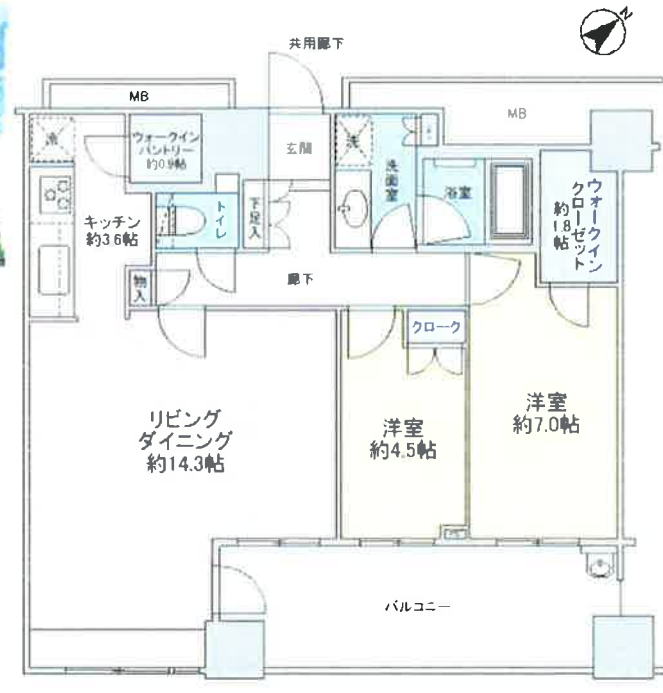 N
共用廊下
MB
MB
冷
ウォークイン
パントリー
約0.9帖
玄関
洗
洗面室
浴室
ウォークイン
クローゼット
約1.8帖
キッチン
約3.6帖
トイレ
下足入
物入
廊下
クローク
リビング
ダイニング
約14.3帖
洋室
約4.5帖
洋室
約7.0帖
バルコニー